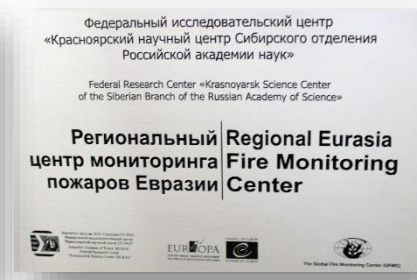 Федеральный исследовательский центр
«Красноярский научный центр Сибирского отделения
Российской академии наук»
Federal Research Center «Krasnoyarsk Science Center
of the Siberian Branch of the Russian Academy of Science»
Региональный
центр мониторинга
пожаров Евразии
Regional Eurasia
Fire Monitoring
Center
EUR OPA
The Global Fire Monitoring Center (GFMC)